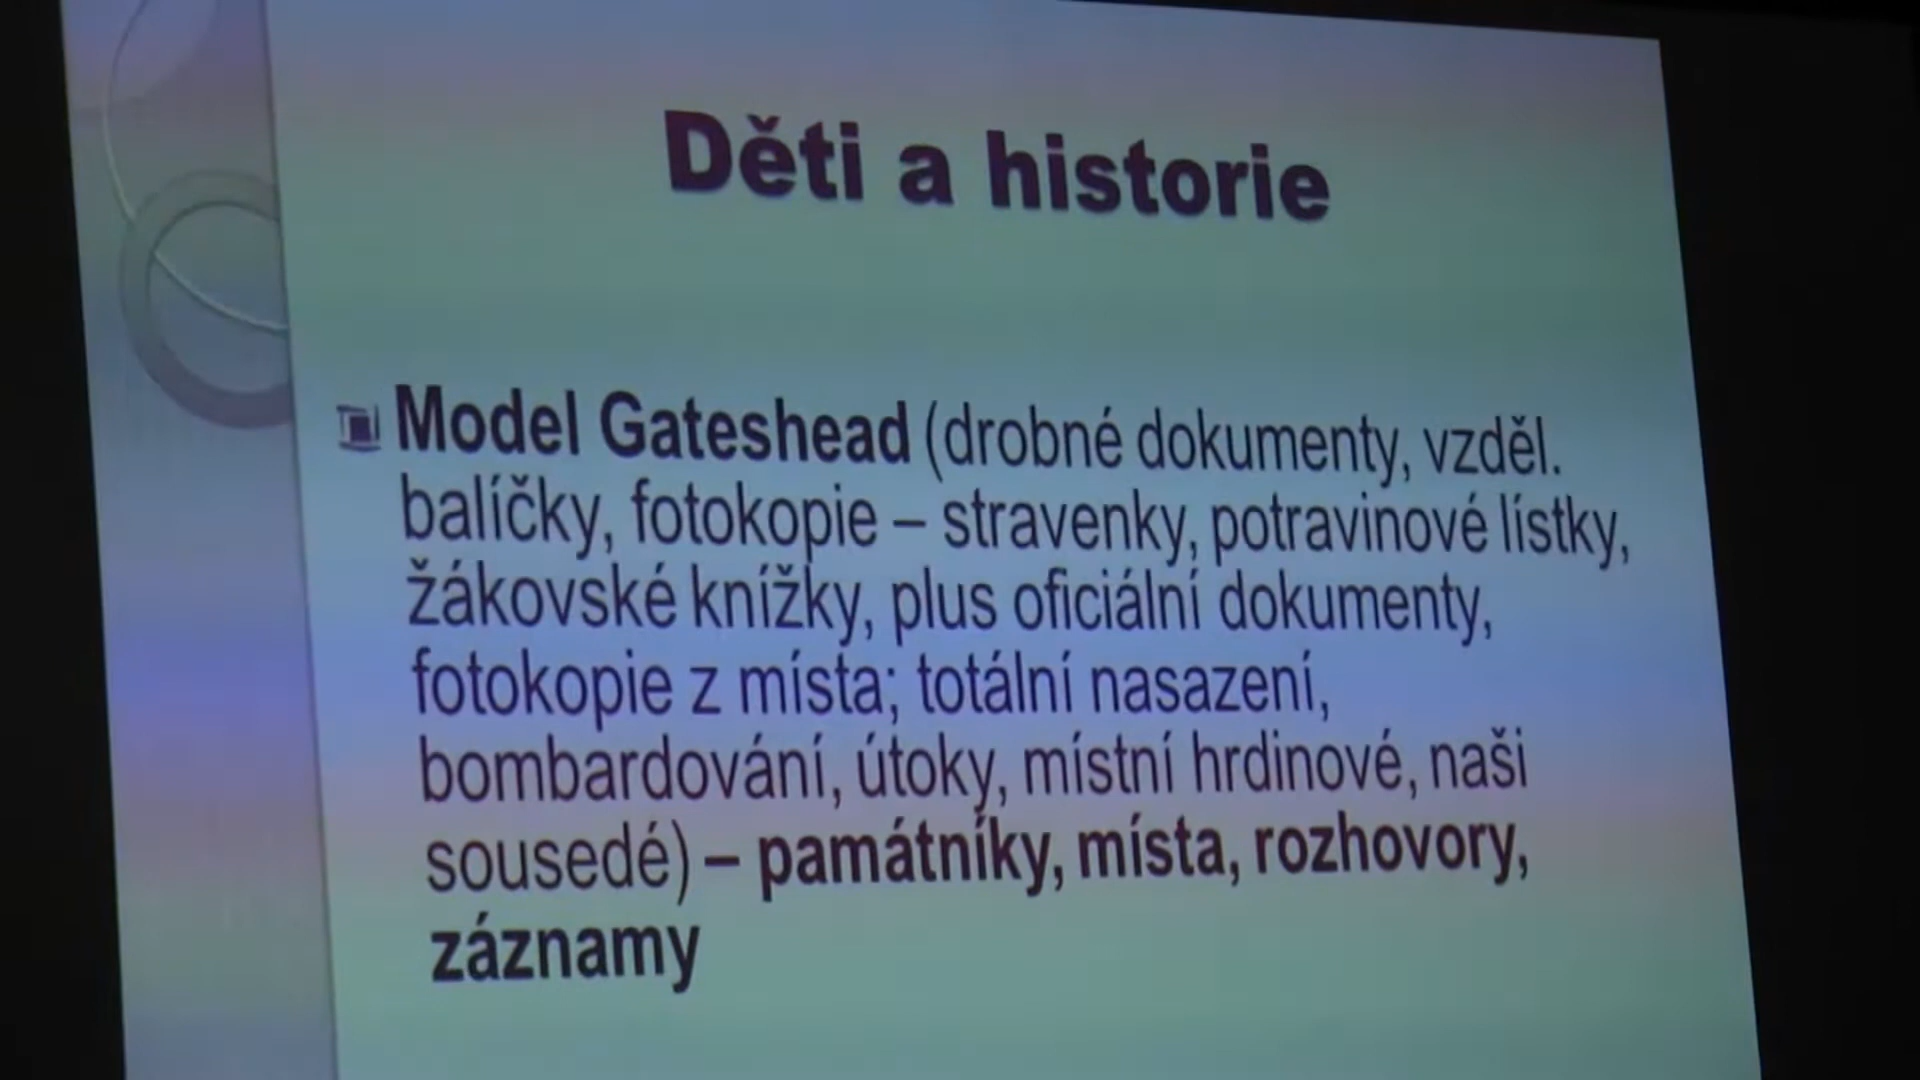 Děti a historie
Model Gateshead (drobné dokumenty, vzděl.
balíčky, fotokopie – stravenky, potravinové lístky,
žákovské knížky, plus oficiální dokumenty,
fotokopie z místa; totální nasazení,
bombardování, útoky, místní hrdinové, naši
sousedé) – památníky, místa, rozhovory,
záznamy